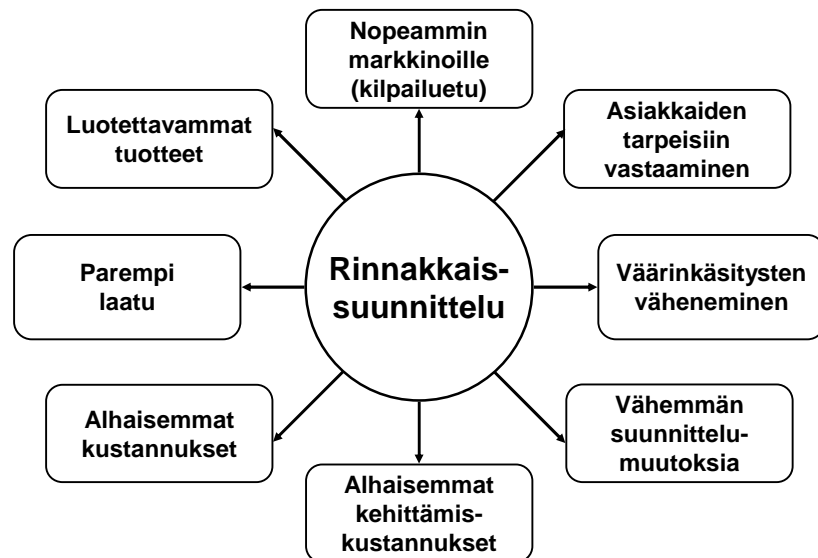 Nopeammin
markkinoille
(kilpailuetu)
Luotettavammat
tuotteet
Asiakkaiden
tarpeisiin
vastaaminen
Rinnakkais-
suunnittelu
Parempi
laatu
Väärinkäsitysten
väheneminen
Alhaisemmat
kustannukset
Vähemmän
suunnittelu-
muutoksia
Alhaisemmat
kehittämis-
kustannukset